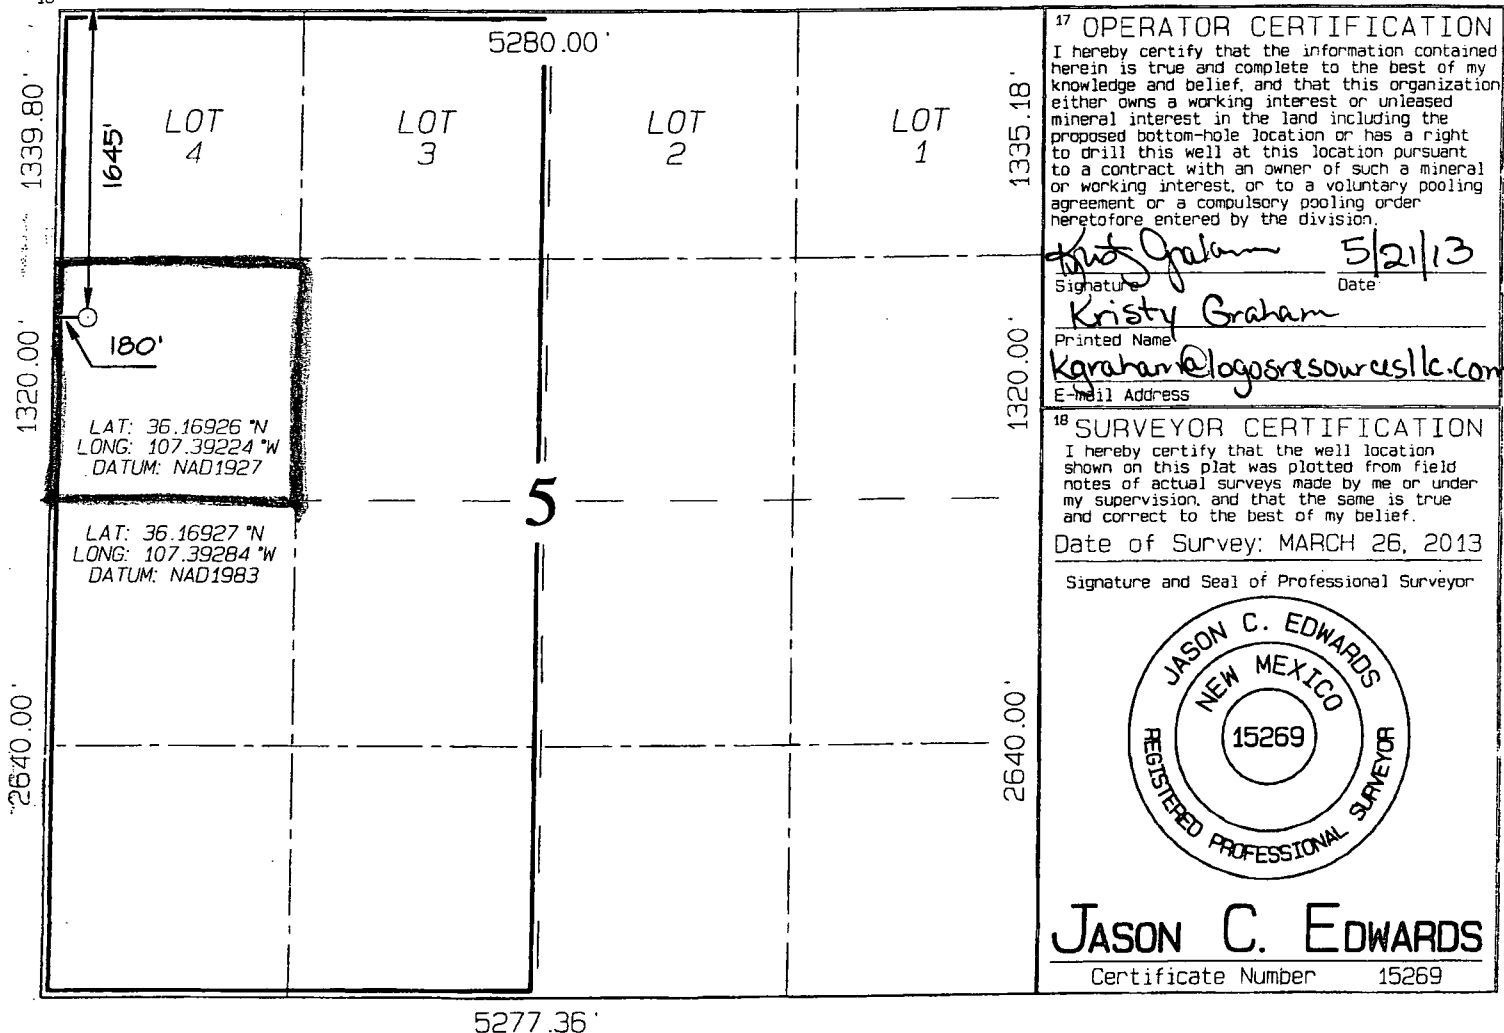 16
5280.00'
1339.80'
1645'
LOT
4
LOT
3
LOT
2
LOT
1
1335.18'
1320.00'
180'
LAT: 36.16926 °N
LONG: 107.39224 °W
DATUM: NAD1927
1320.00'
5
LAT: 36.16927 °N
LONG: 107.39284 °W
DATUM: NAD1983
2640.00'
2640.00'
5277.36'
17 OPERATOR CERTIFICATION
I hereby certify that the information contained
herein is true and complete to the best of my
knowledge and belief, and that this organization
either owns a working interest or unleased
mineral interest in the land including the
proposed bottom-hole location or has a right
to drill this well at this location pursuant
to a contract with an owner of such a mineral
or working interest, or to a voluntary pooling
agreement or a compulsory pooling order
heretofore entered by the division.
Kristy Graham 5/21/13
Signature Date
Kristy Graham
Printed Name
kgraham@logosresourcesllc.com
E-mail Address
18 SURVEYOR CERTIFICATION
I hereby certify that the well location
shown on this plat was plotted from field
notes of actual surveys made by me or under
my supervision, and that the same is true
and correct to the best of my belief.
Date of Survey: MARCH 26, 2013
Signature and Seal of Professional Surveyor
JASON C. EDWARDS
NEW MEXICO
15269
REGISTERED PROFESSIONAL SURVEYOR
JASON C. EDWARDS
Certificate Number 15269